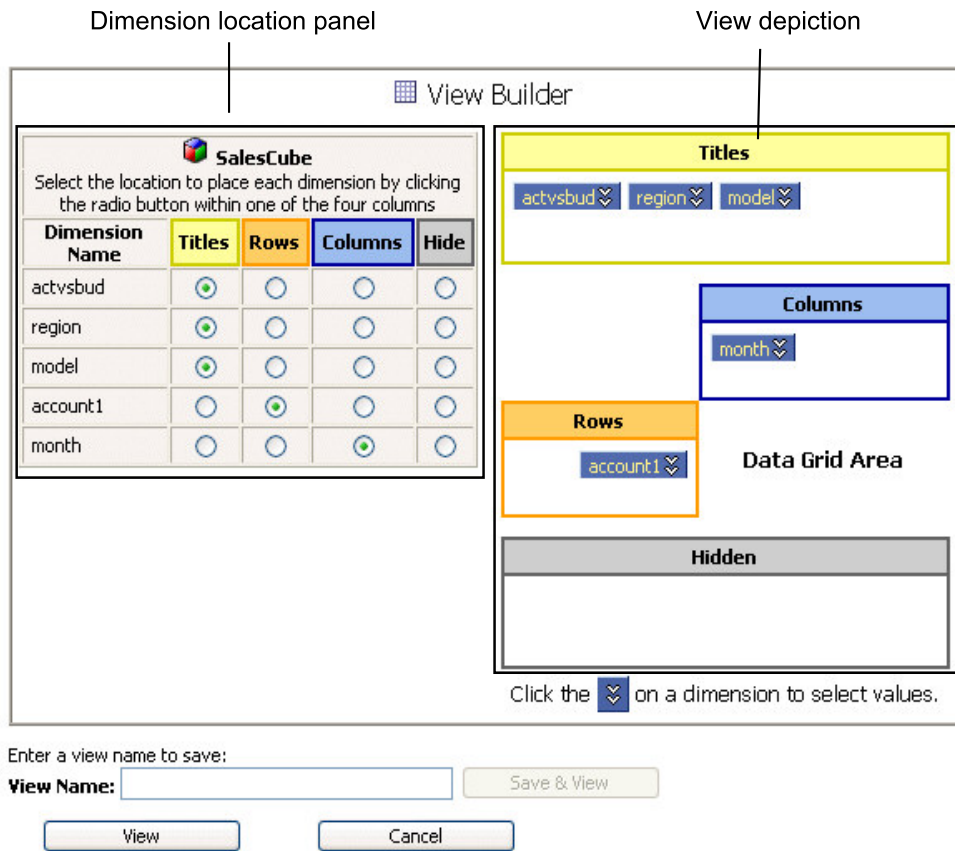 Dimension location panel
View depiction
View Builder
SalesCube
Select the location to place each dimension by clicking
the radio button within one of the four columns
Dimension Name
Titles
Rows
Columns
Hide
actvsbud
region
model
account1
month
Titles
actvsbud
region
model
Columns
month
Rows
account1
Data Grid Area
Hidden
Click the on a dimension to select values.
Enter a view name to save:
View Name:
Save & View
View
Cancel